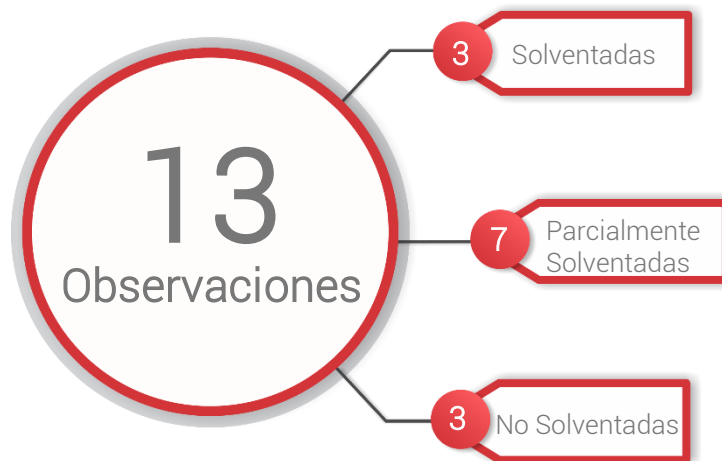 13
Observaciones
3
Solventadas
7
Parcialmente
Solventadas
3
No Solventadas